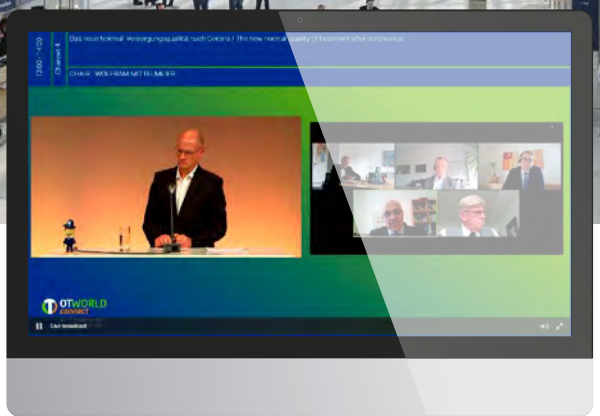 13:00-14:00
Channel 4
Das neue Normal: Versorgungsqualität nach Corona / The new normal: quality of treatment after coronavirus
CHAIR: WOLFRAM MITTELMEIER
OTWORLD
CONNECT
Live broadcast